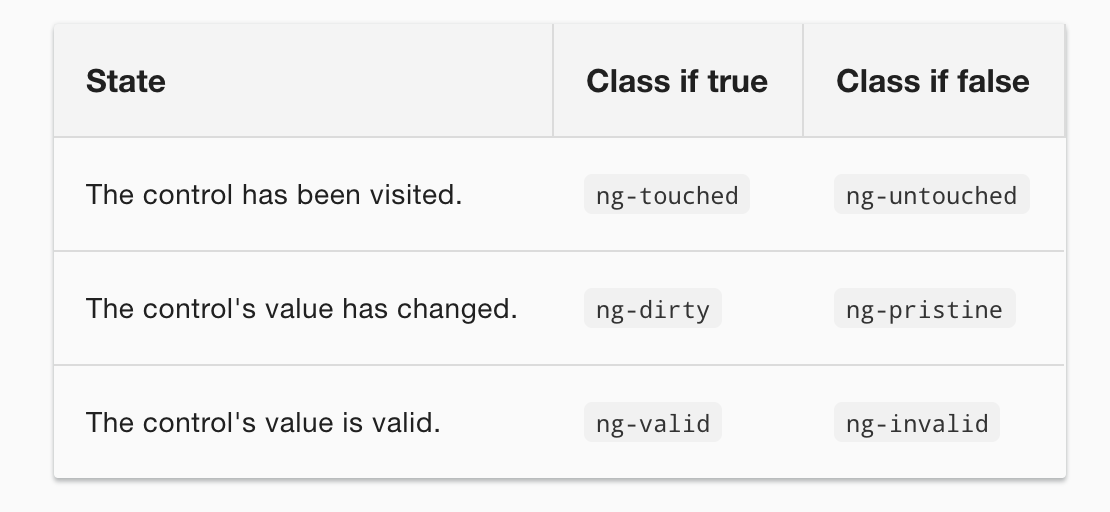 State Class if true Class if false
The control has been visited. ng-touched ng-untouched
The control's value has changed. ng-dirty ng-pristine
The control's value is valid. ng-valid ng-invalid